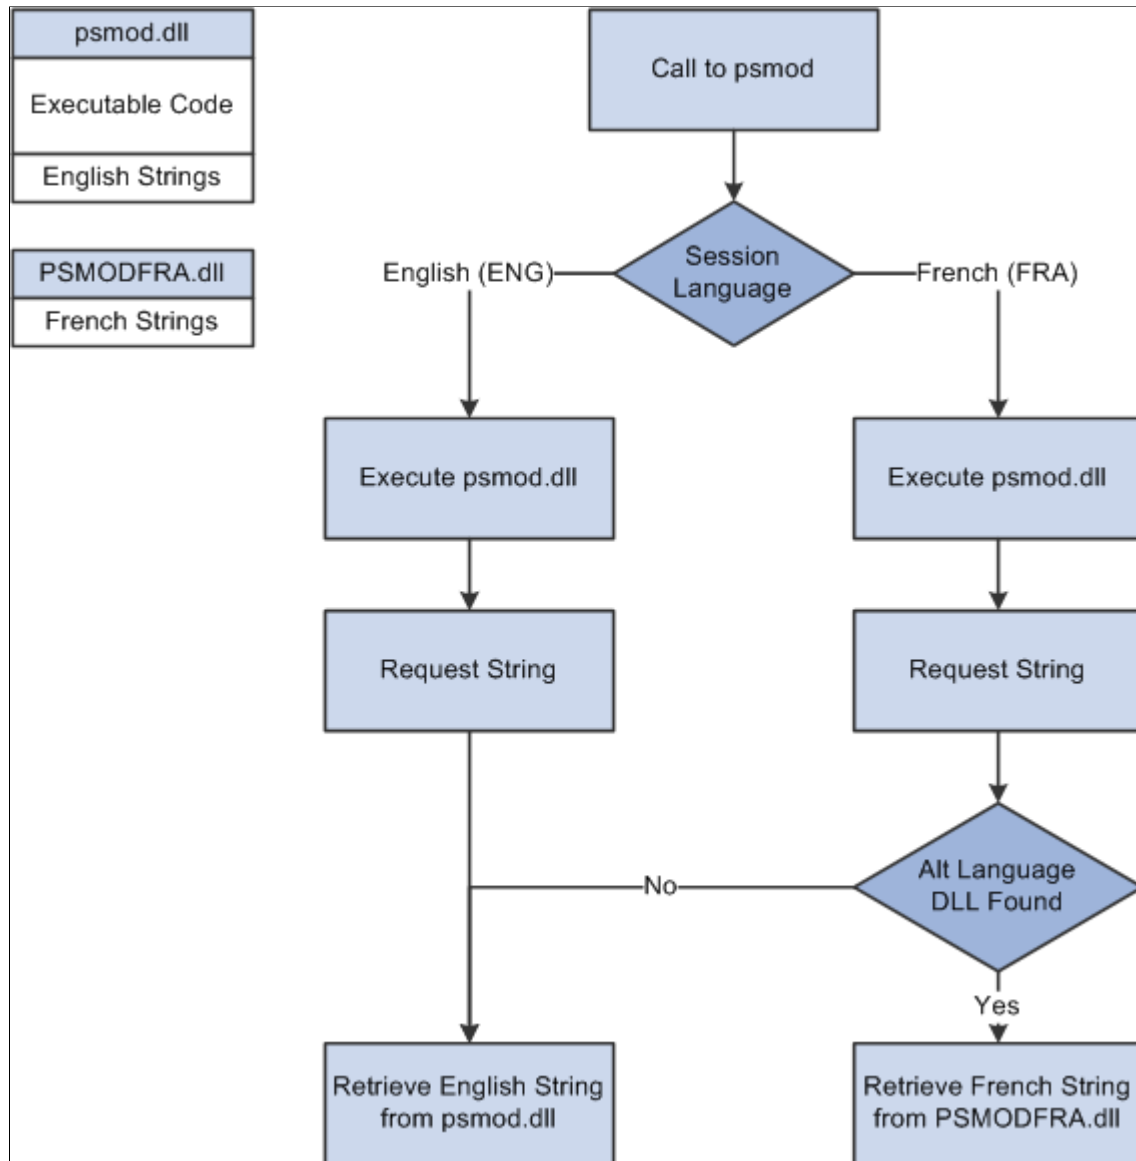 psmod.dll
Executable Code
English Strings
PSMODFRA.dll
French Strings
Call to psmod
Session
Language
English (ENG)
French (FRA)
Execute psmod.dll
Execute psmod.dll
Request String
Request String
Alt Language
DLL Found
No
Yes
Retrieve English String
from psmod.dll
Retrieve French String
from PSMODFRA.dll